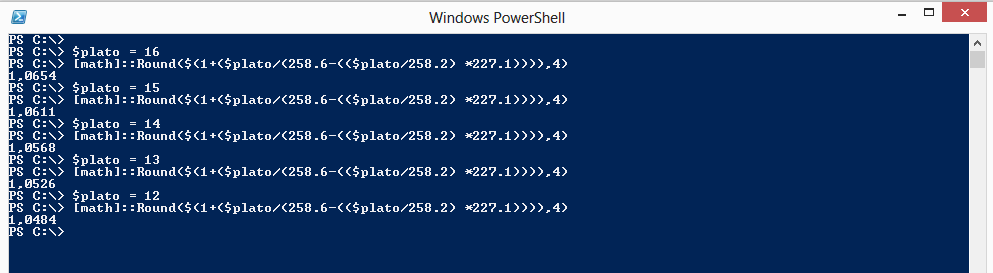 Windows PowerShell
PS C:\>
PS C:\> $plato = 16
PS C:\> [math]::Round($(1+($plato/(258.6-(($plato/258.2) *227.1)))),4)
1,0654
PS C:\> $plato = 15
PS C:\> [math]::Round($(1+($plato/(258.6-(($plato/258.2) *227.1)))),4)
1,0611
PS C:\> $plato = 14
PS C:\> [math]::Round($(1+($plato/(258.6-(($plato/258.2) *227.1)))),4)
1,0568
PS C:\> $plato = 13
PS C:\> [math]::Round($(1+($plato/(258.6-(($plato/258.2) *227.1)))),4)
1,0526
PS C:\> $plato = 12
PS C:\> [math]::Round($(1+($plato/(258.6-(($plato/258.2) *227.1)))),4)
1,0484
PS C:\>